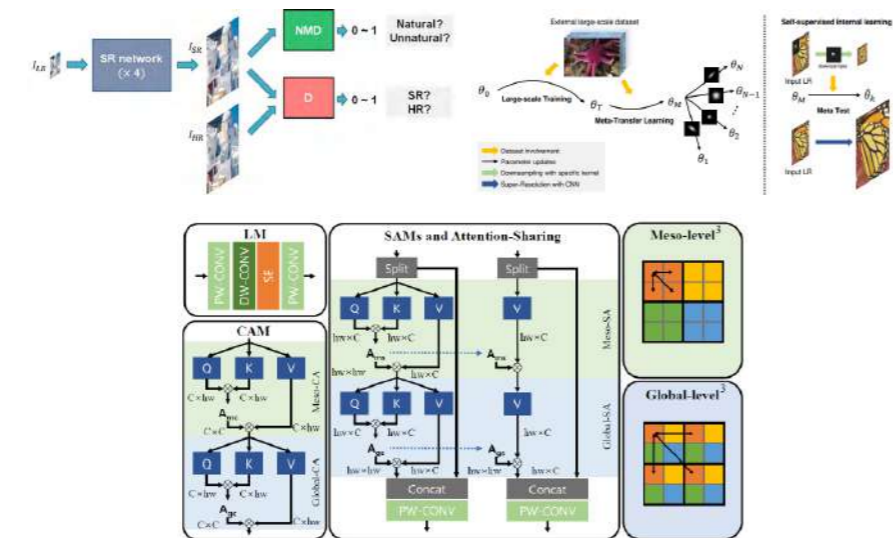 I_LR
SR network
(× 4)
I_SR
I_HR
NMD
0 ~ 1
Natural?
Unnatural?
D
0 ~ 1
SR?
HR?
External large-scale dataset
θ_0
Large-scale Training
θ_T
Meta-Transfer Learning
θ_M
θ_N
θ_N−1
⋮
θ_2
θ_1
Dataset Involvement
Parameter updates
Downsampling with specific kernel
Super-Resolution with CNN
Self-supervised internal learning
Input LR
θ_M
θ_k
Meta Test
Input LR
LM
PW-CONV
DW-CONV
SE
PW-CONV
CAM
Q
K
V
C×hw
C×hw
Meso-CA
A_mc
C×C
C×hw
Q
K
V
C×hw
C×hw
Global-CA
A_gc
C×C
C×hw
SAMs and Attention-Sharing
Split
Split
Q
K
V
V
hw×C
hw×C
hw×C
Meso-SA
A_ms
A_ms
hw×hw
hw×C
Q
K
V
V
hw×C
hw×C
hw×C
Global-SA
A_gs
A_gs
hw×hw
hw×C
hw×hw
hw×C
Concat
Concat
PW-CONV
PW-CONV
Meso-level³
Global-level³